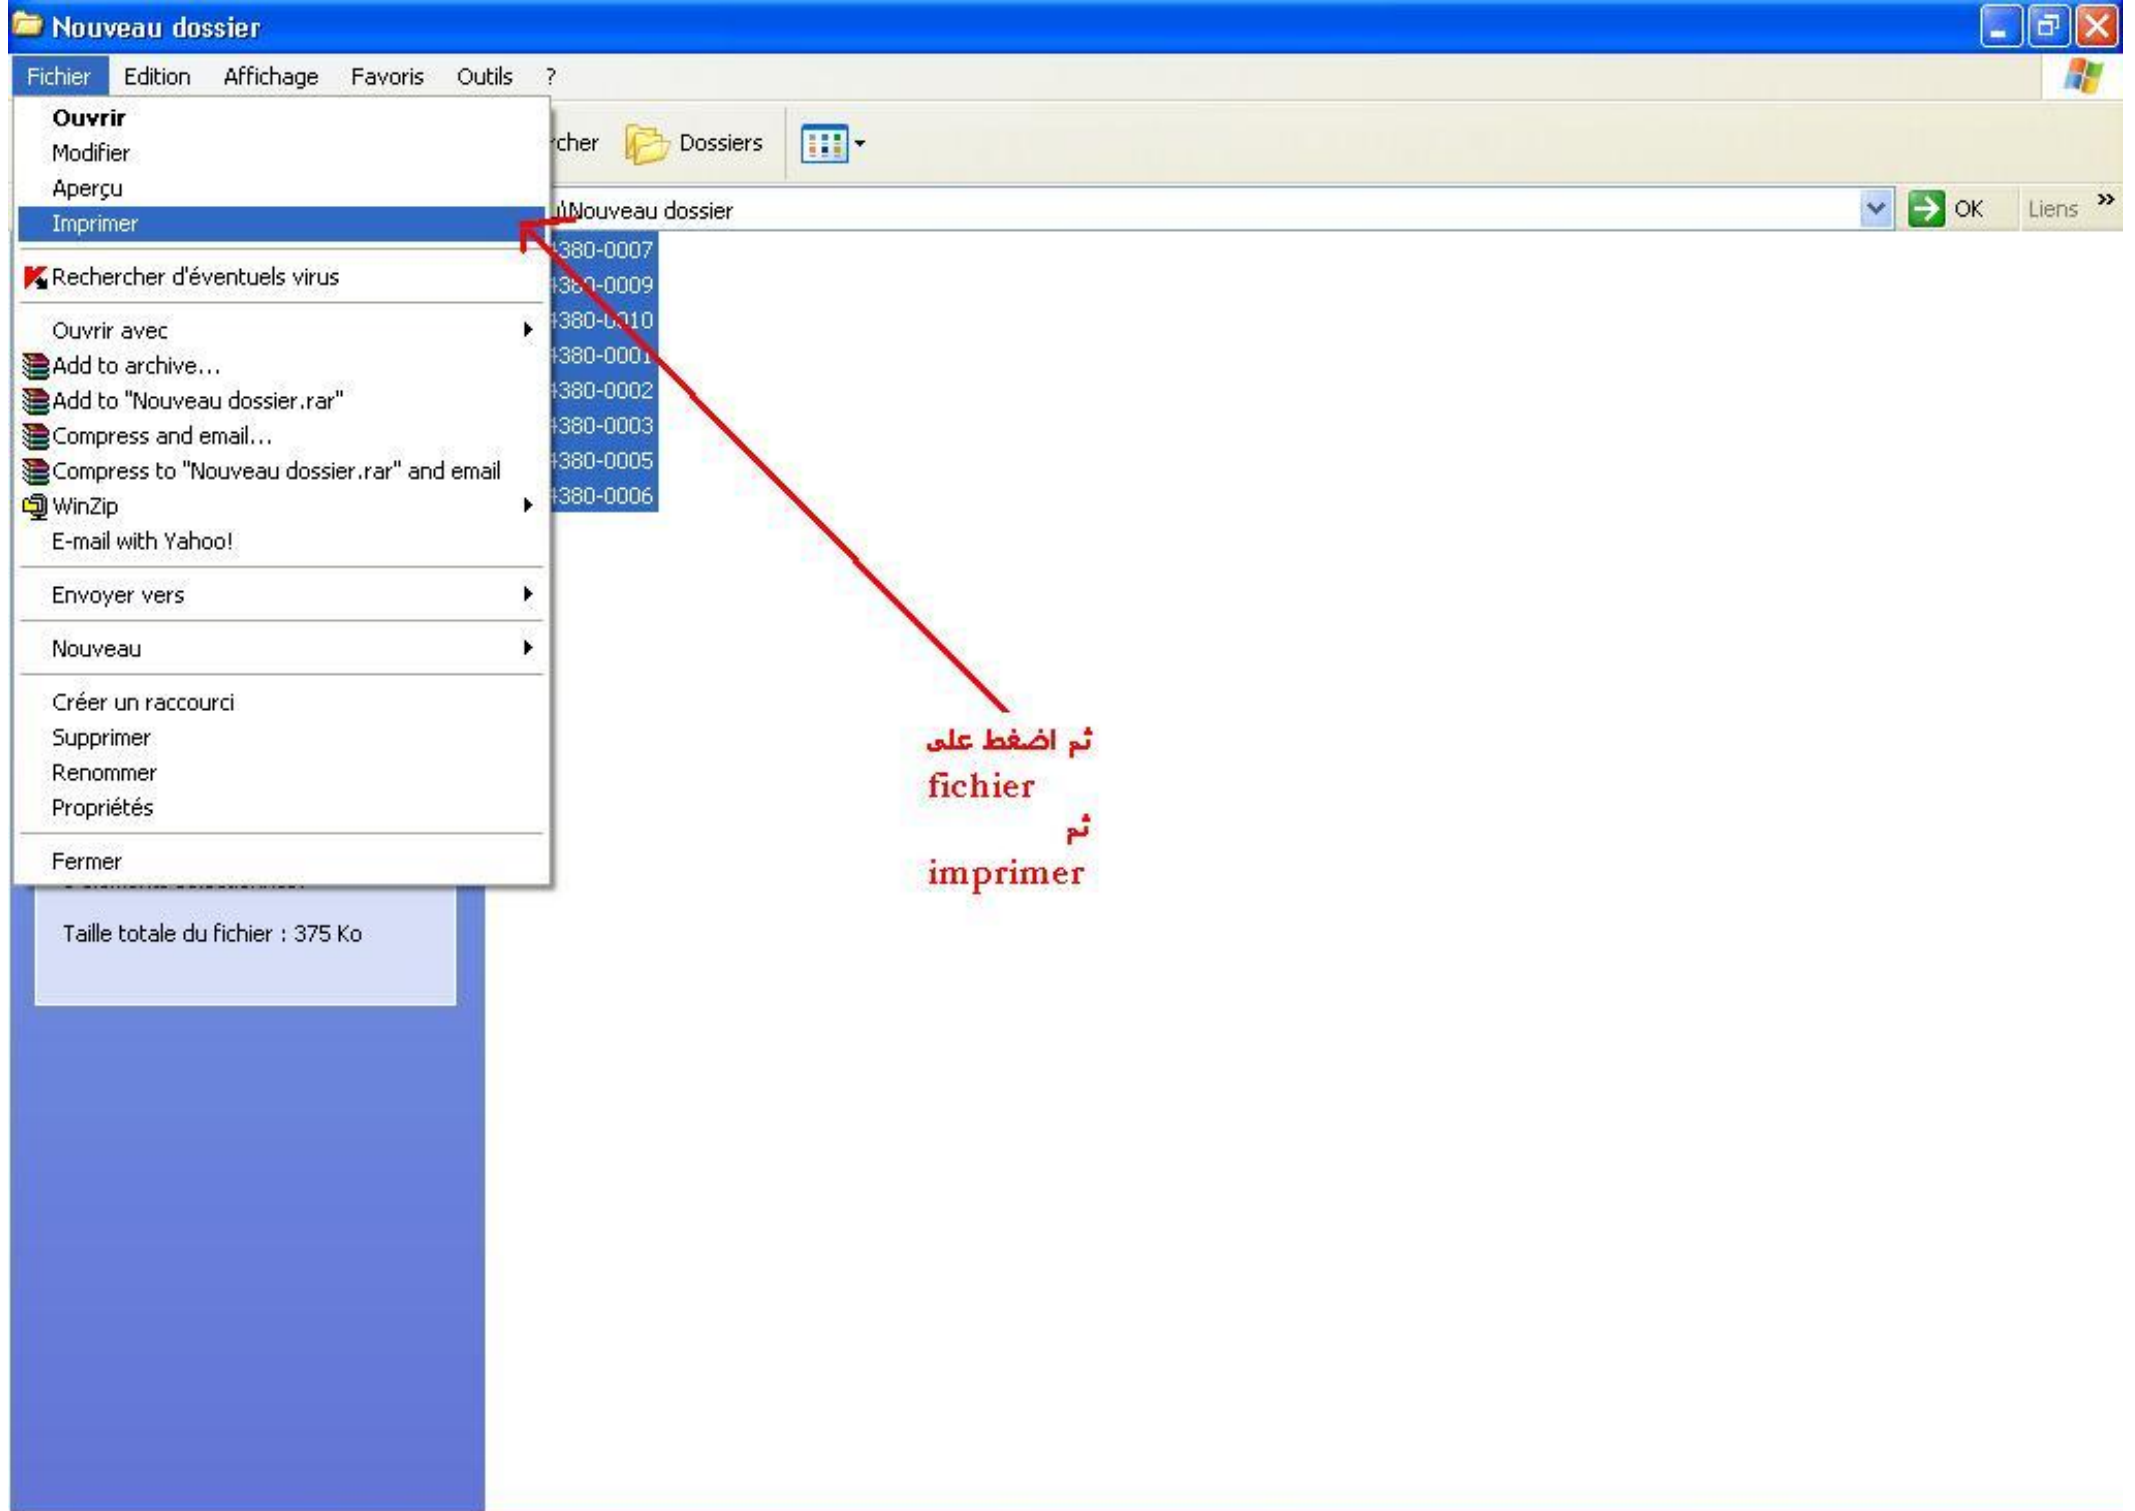 Nouveau dossier
Fichier Edition Affichage Favoris Outils ?
Ouvrir
Modifier
Aperçu
Imprimer
Rechercher d'éventuels virus
Ouvrir avec
Add to archive...
Add to "Nouveau dossier.rar"
Compress and email...
Compress to "Nouveau dossier.rar" and email
WinZip
E-mail with Yahoo!
Envoyer vers
Nouveau
Créer un raccourci
Supprimer
Renommer
Propriétés
Fermer
cher Dossiers
\Nouveau dossier OK Liens »
380-0007
380-0009
380-0010
380-0001
380-0002
380-0003
380-0005
380-0006
ثم اضغط على
fichier
ثم
imprimer
Taille totale du fichier : 375 Ko